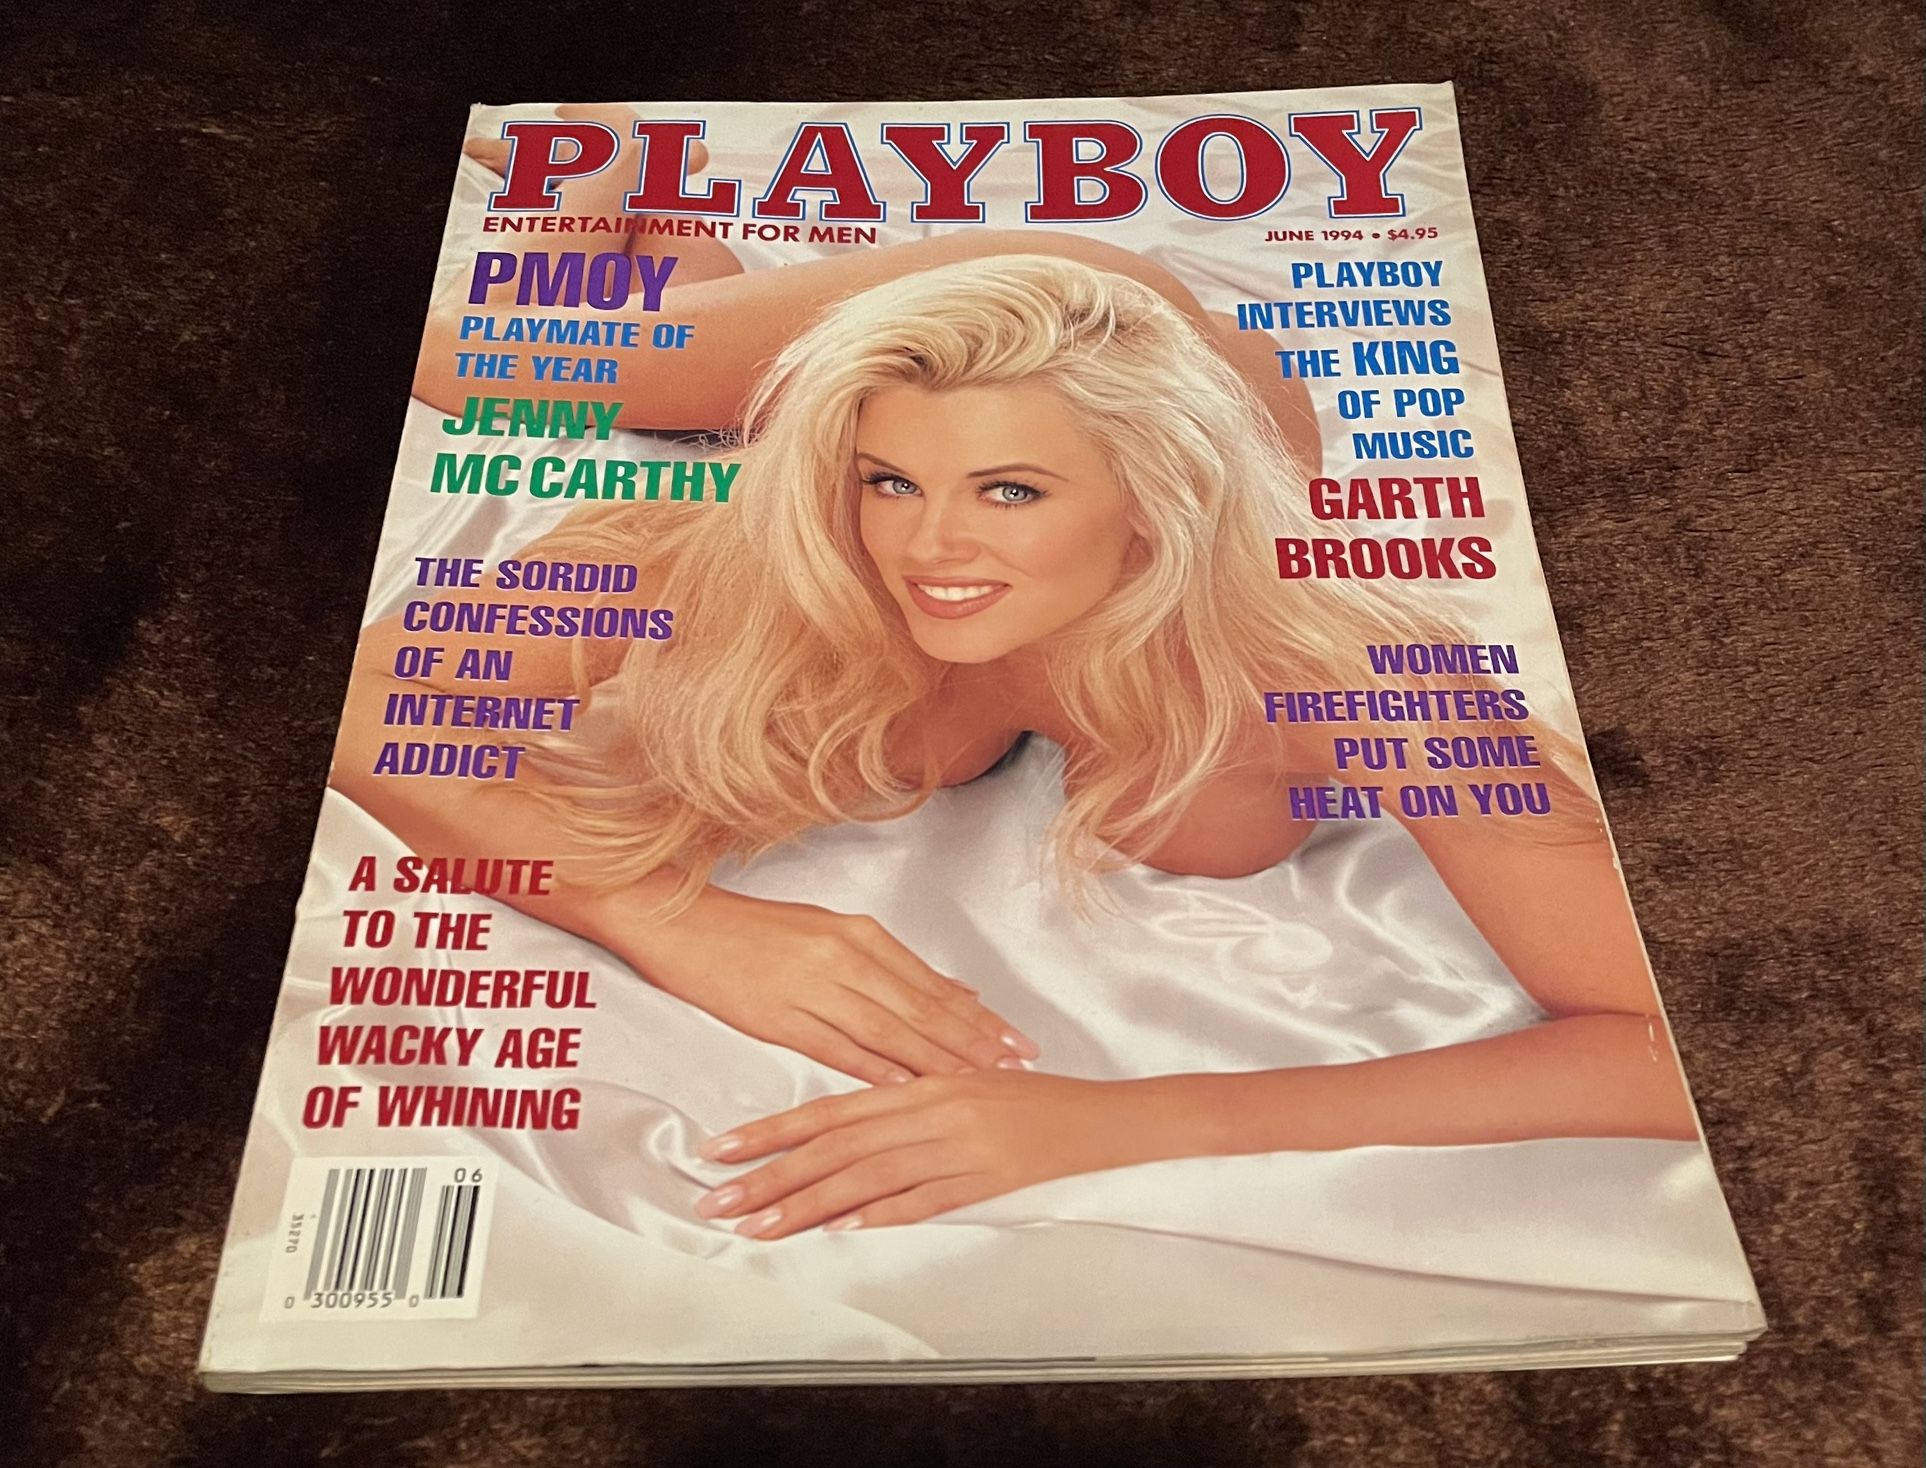 PLAYBOY
ENTERTAINMENT FOR MEN
JUNE 1994 • $4.95
PMOY
PLAYMATE OF
THE YEAR
JENNY
MC CARTHY
THE SORDID
CONFESSIONS
OF AN
INTERNET
ADDICT
A SALUTE
TO THE
WONDERFUL
WACKY AGE
OF WHINING
PLAYBOY
INTERVIEWS
THE KING
OF POP
MUSIC
GARTH
BROOKS
WOMEN
FIREFIGHTERS
PUT SOME
HEAT ON YOU
06
35270
0 300955 0